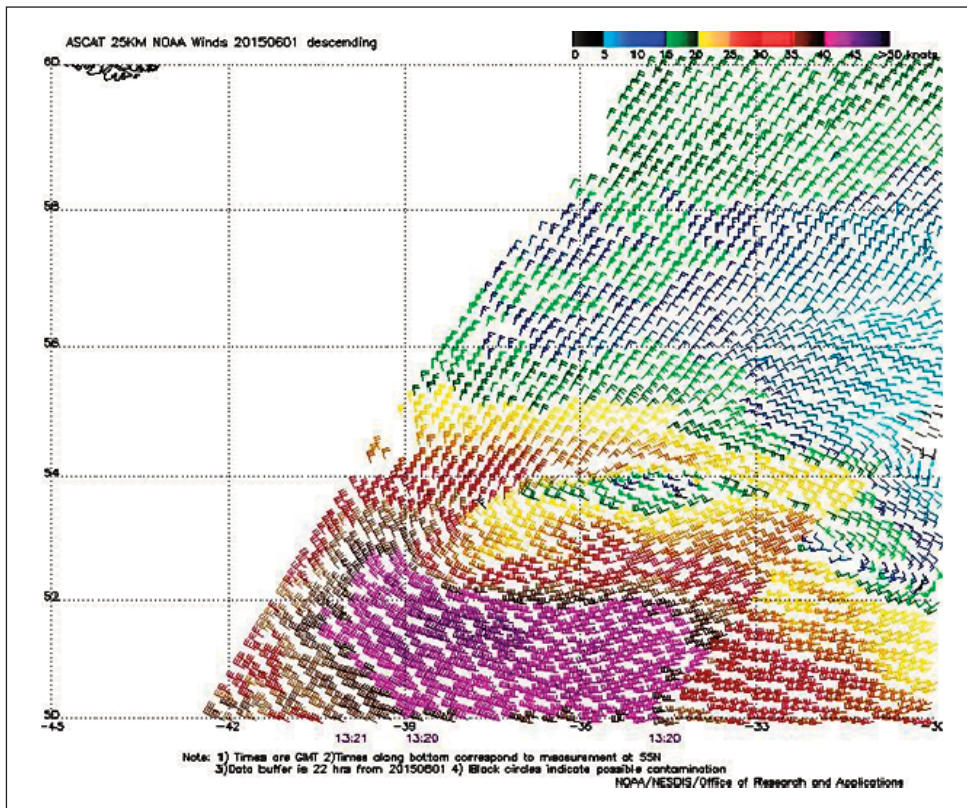 ASCAT 25KM NOAA Winds 20150601 descending
0 5 10 15 20 25 30 35 40 45 >50 knots
60
58
56
54
52
50
-45 -42 -39 -36 -33 -30
13:21 13:20 13:20
Note: 1) Times are GMT 2)Times along bottom correspond to measurement at 55N
3)Data buffer is 22 hrs from 20150601 4) Black circles indicate possible contamination
NOAA/NESDIS/Office of Research and Applications